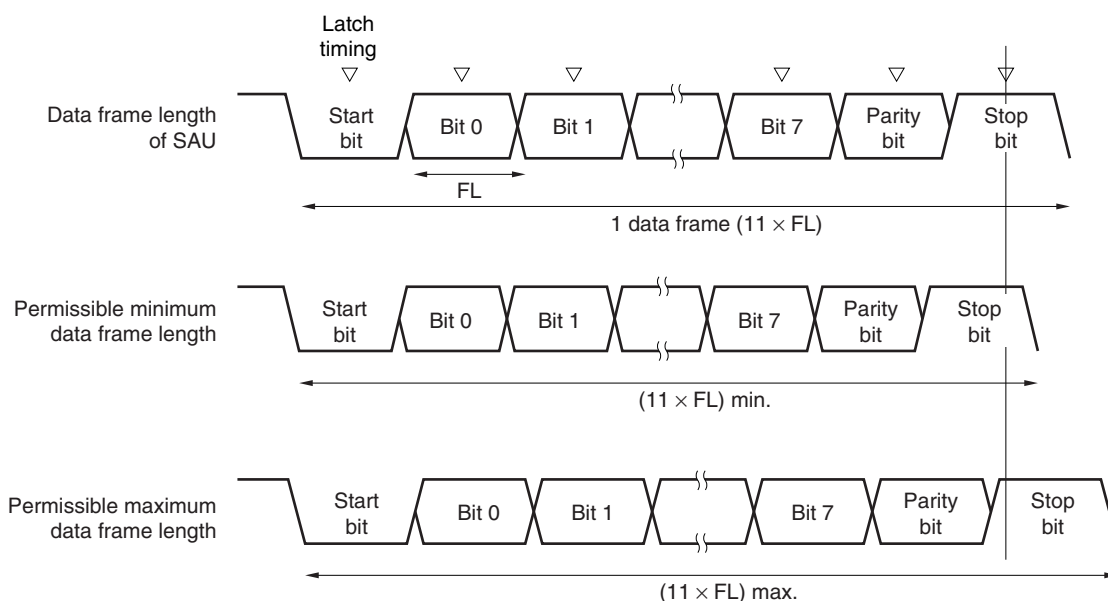 Latch
timing
Data frame length
of SAU
Start
bit
Bit 0
Bit 1
Bit 7
Parity
bit
Stop
bit
FL
1 data frame (11 × FL)
Permissible minimum
data frame length
Start
bit
Bit 0
Bit 1
Bit 7
Parity
bit
Stop
bit
(11 × FL) min.
Permissible maximum
data frame length
Start
bit
Bit 0
Bit 1
Bit 7
Parity
bit
Stop
bit
(11 × FL) max.